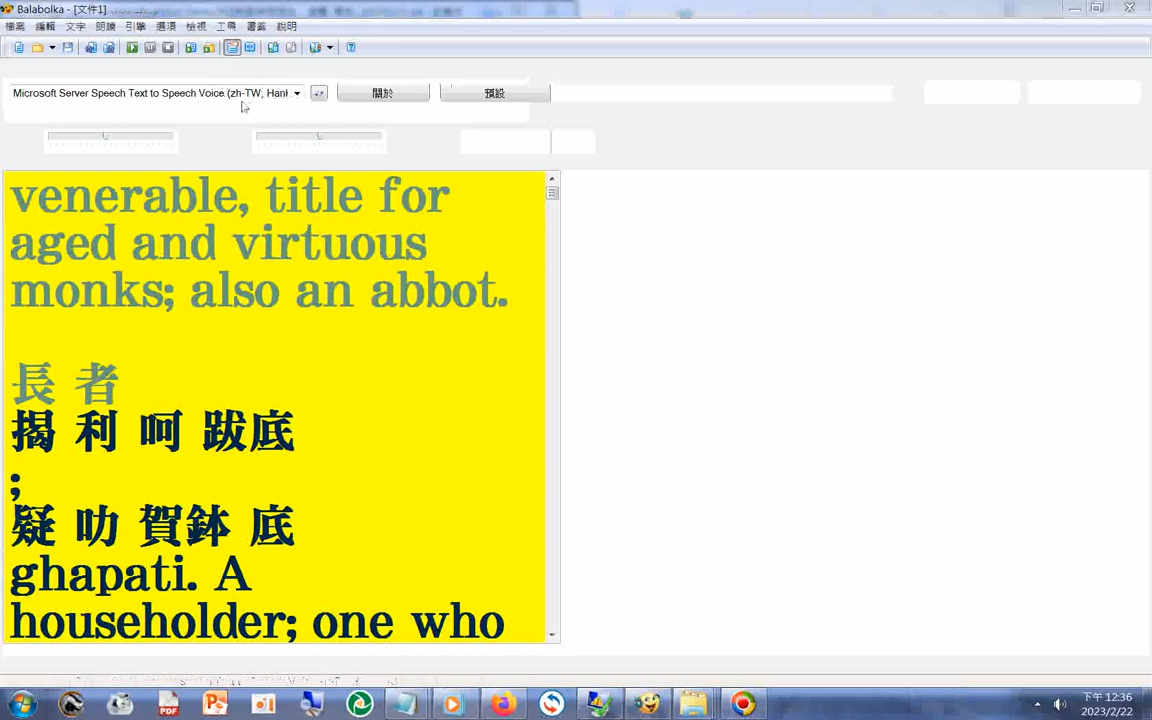 Balabolka - [文件1]
檔案 編輯 文字 朗讀 引擎 選項 檢視 工具 書籤 說明
Microsoft Server Speech Text to Speech Voice (zh-TW, Hanh
關於 預設
venerable, title for
aged and virtuous
monks; also an abbot.
長 者
揭 利 呵 跋底
;
疑 叻 賀鉢 底
ghapati. A
householder; one who
下午 12:36
2023/2/22